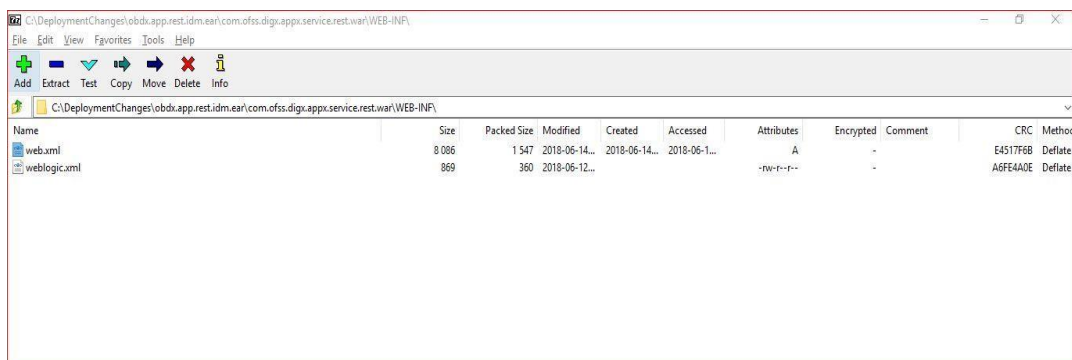 C:\DeploymentChanges\obdx.app.rest.idm.ear\com.ofss.digx.appx.service.rest.war\WEB-INF\
File Edit View Favorites Tools Help
Add Extract Test Copy Move Delete Info
C:\DeploymentChanges\obdx.app.rest.idm.ear\com.ofss.digx.appx.service.rest.war\WEB-INF\
Name Size Packed Size Modified Created Accessed Attributes Encrypted Comment CRC Method
web.xml 8 086 1 547 2018-06-14... 2018-06-14... 2018-06-1... A - E4517F6B Deflate
weblogic.xml 869 360 2018-06-12... -rw-r--r-- - A6FE4A0E Deflate